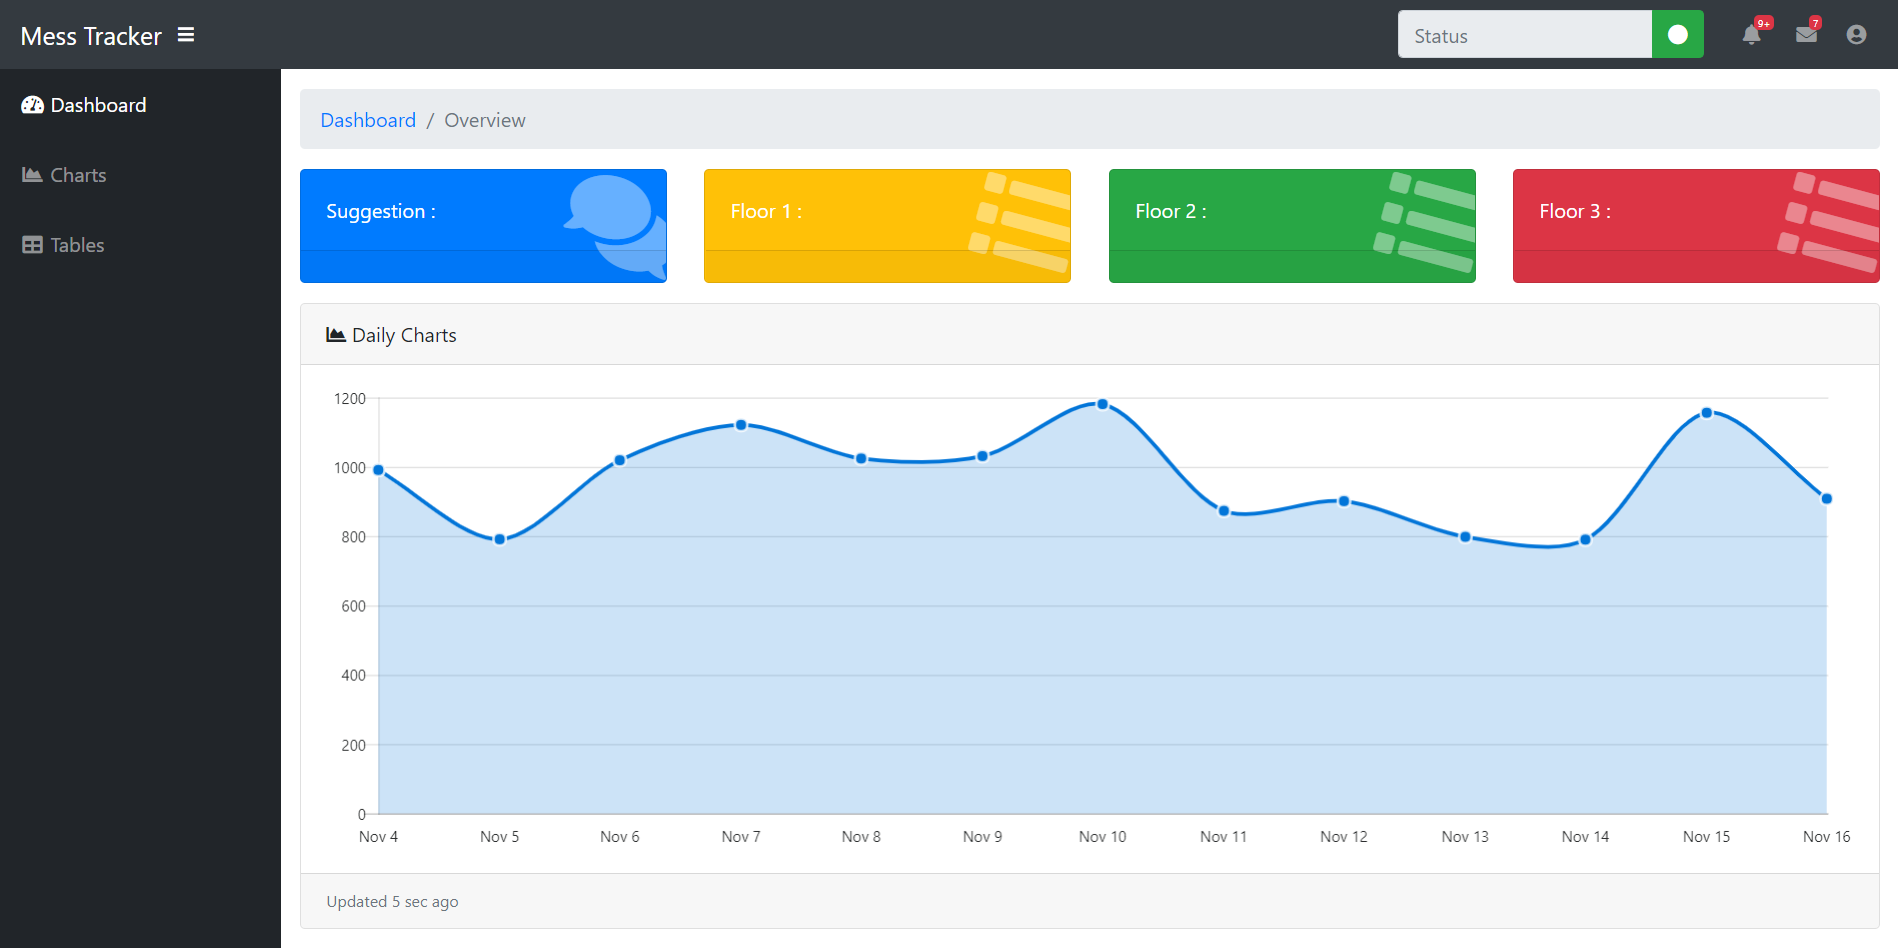 Mess Tracker
Status
9+
7
Dashboard
Charts
Tables
Dashboard / Overview
Suggestion :
Floor 1 :
Floor 2 :
Floor 3 :
Daily Charts
1200
1000
800
600
400
200
0
Nov 4 Nov 5 Nov 6 Nov 7 Nov 8 Nov 9 Nov 10 Nov 11 Nov 12 Nov 13 Nov 14 Nov 15 Nov 16
Updated 5 sec ago